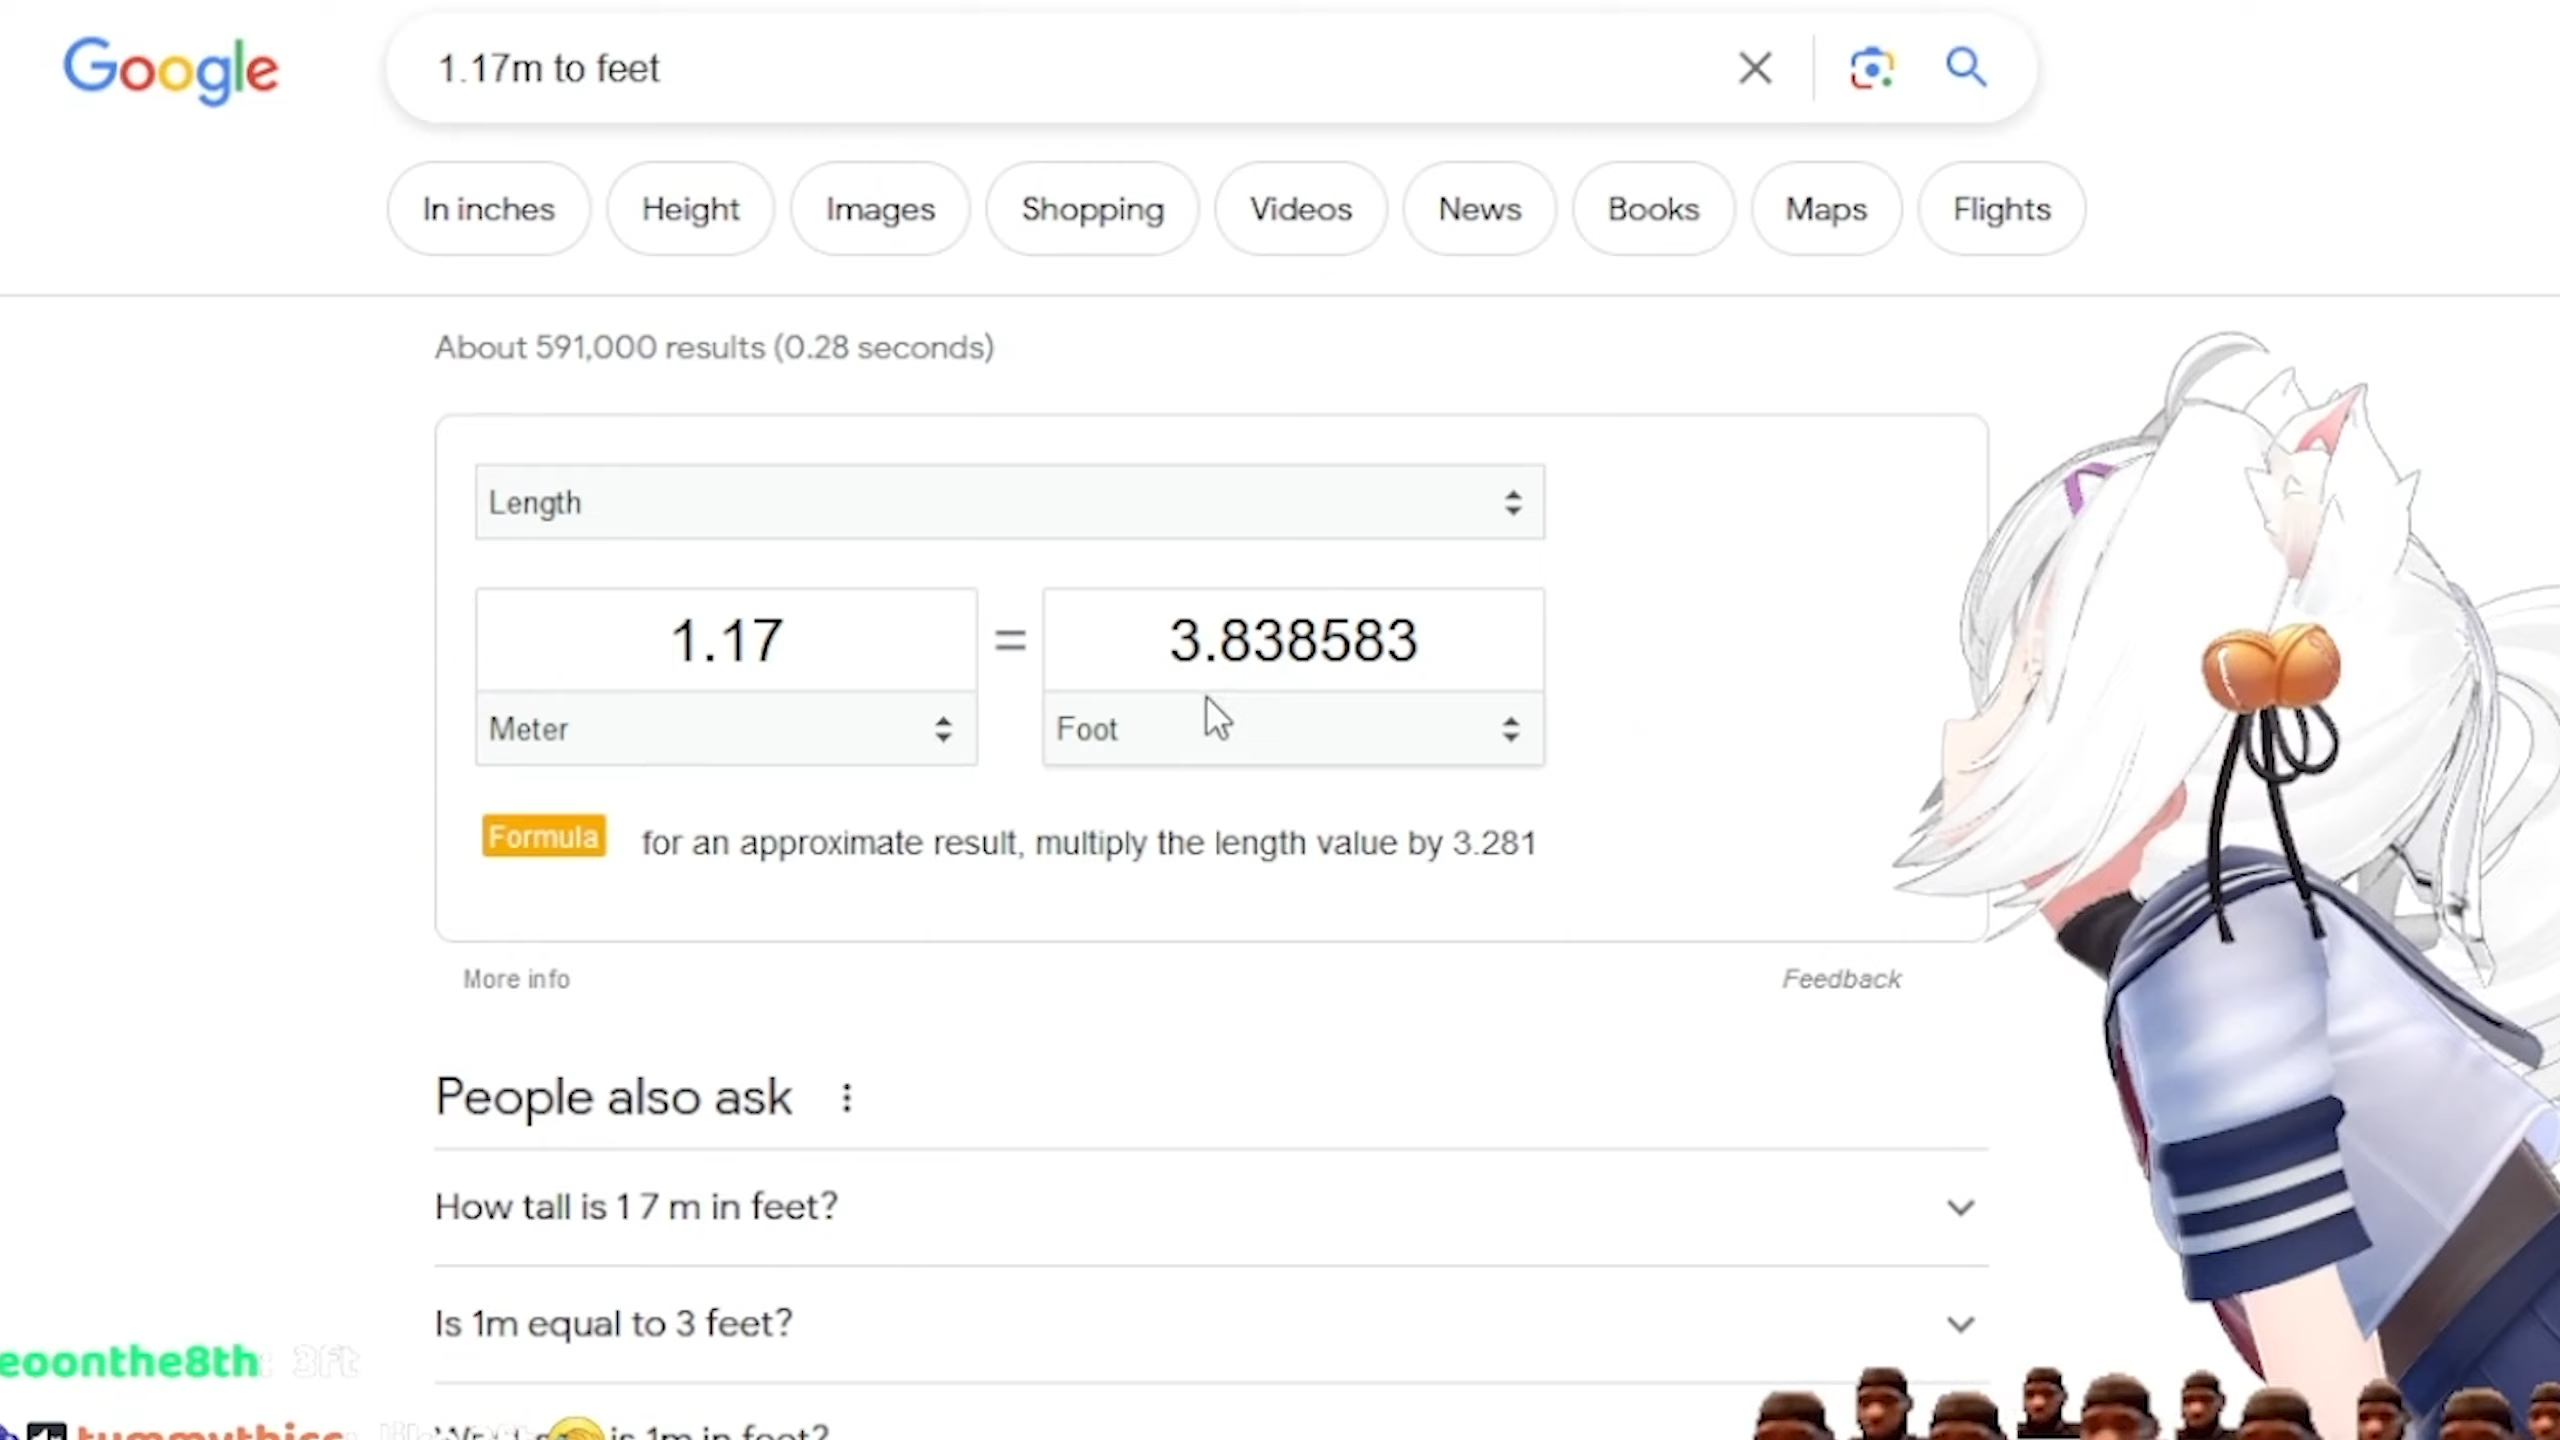 Google
1.17m to feet
In inches
Height
Images
Shopping
Videos
News
Books
Maps
Flights
About 591,000 results (0.28 seconds)
Length
1.17 = 3.838583
Meter
Foot
Formula for an approximate result, multiply the length value by 3.281
More info
Feedback
People also ask
How tall is 1 7 m in feet?
Is 1m equal to 3 feet?
eoonthe8th: 3ft
is 1m in foot?